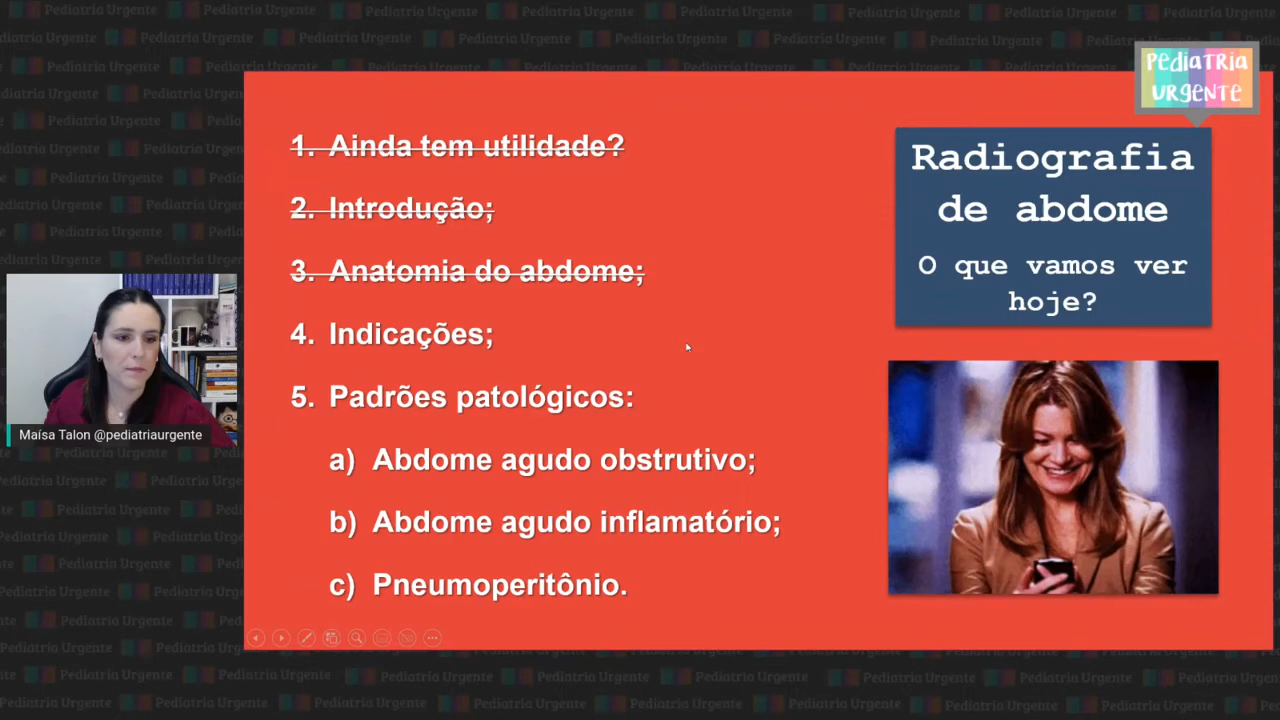 PEDIATRIA
URGENTE
1. Ainda tem utilidade?
2. Introdução;
3. Anatomia do abdome;
4. Indicações;
5. Padrões patológicos:
a) Abdome agudo obstrutivo;
b) Abdome agudo inflamatório;
c) Pneumoperitônio.
Radiografia
de abdome
O que vamos ver
hoje?
Maísa Talon @pediatriaurgente
Pediatria Urgente